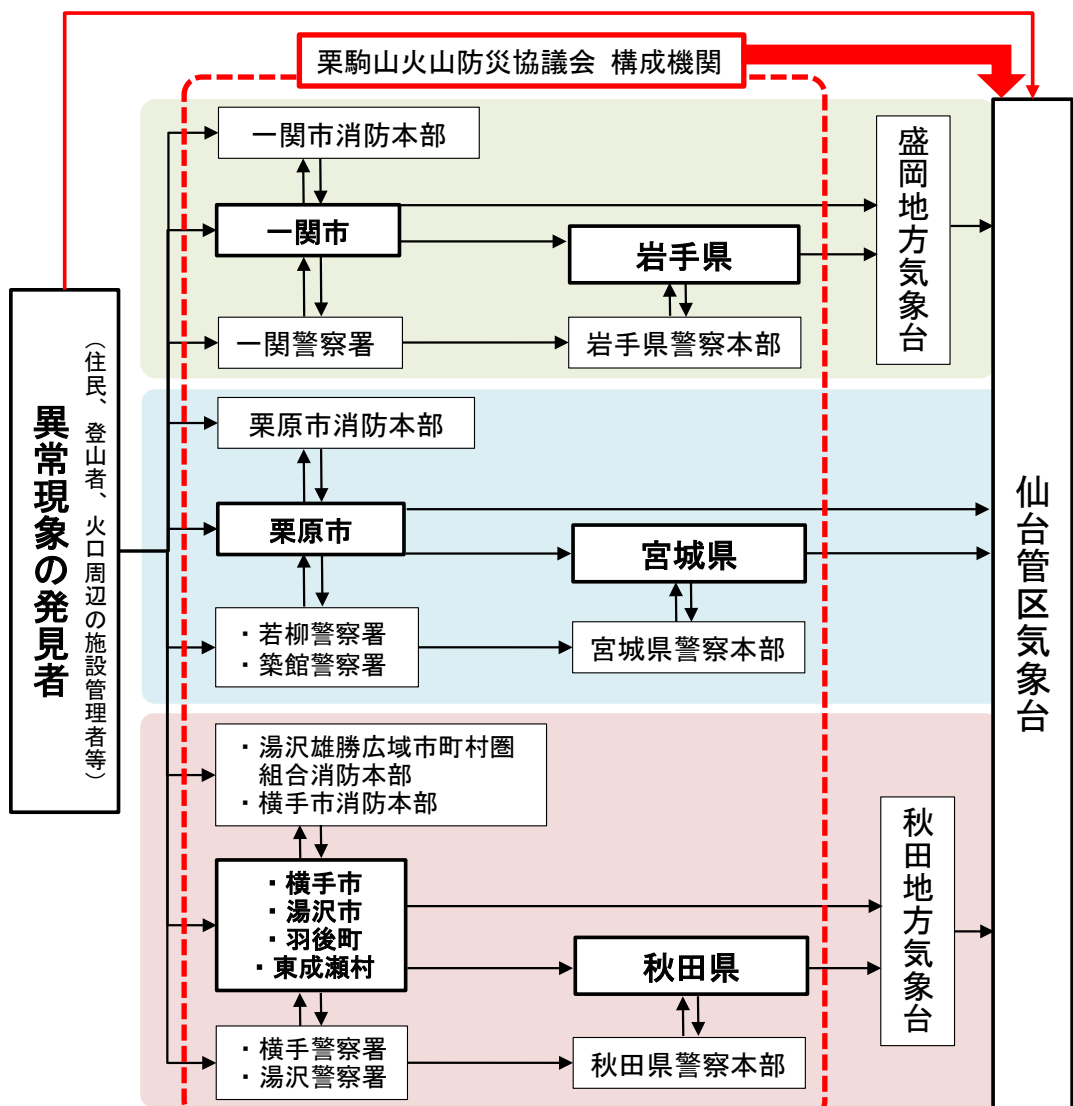 栗駒山火山防災協議会 構成機関
異常現象の発見者
（住民、登山者、火口周辺の施設管理者等）
一関市消防本部
一関市
一関警察署
岩手県
岩手県警察本部
盛岡地方気象台
栗原市消防本部
栗原市
・若柳警察署
・築館警察署
宮城県
宮城県警察本部
・湯沢雄勝広域市町村圏
組合消防本部
・横手市消防本部
・横手市
・湯沢市
・羽後町
・東成瀬村
・横手警察署
・湯沢警察署
秋田県
秋田県警察本部
秋田地方気象台
仙台管区気象台